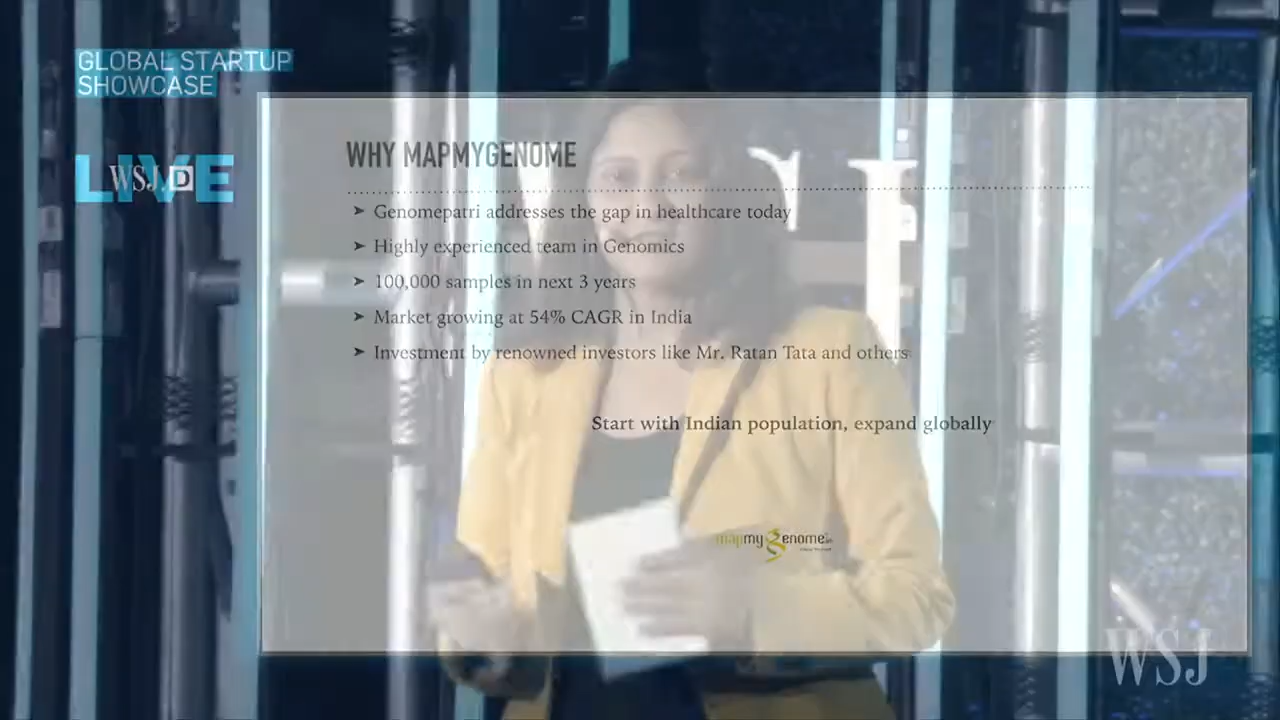 GLOBAL STARTUP
SHOWCASE
LIVE
WSJ.D
WHY MAPMYGENOME
➤ Genomepatri addresses the gap in healthcare today
➤ Highly experienced team in Genomics
➤ 100,000 samples in next 3 years
➤ Market growing at 54% CAGR in India
➤ Investment by renowned investors like Mr. Ratan Tata and others
Start with Indian population, expand globally
mapmygenome
WSJ